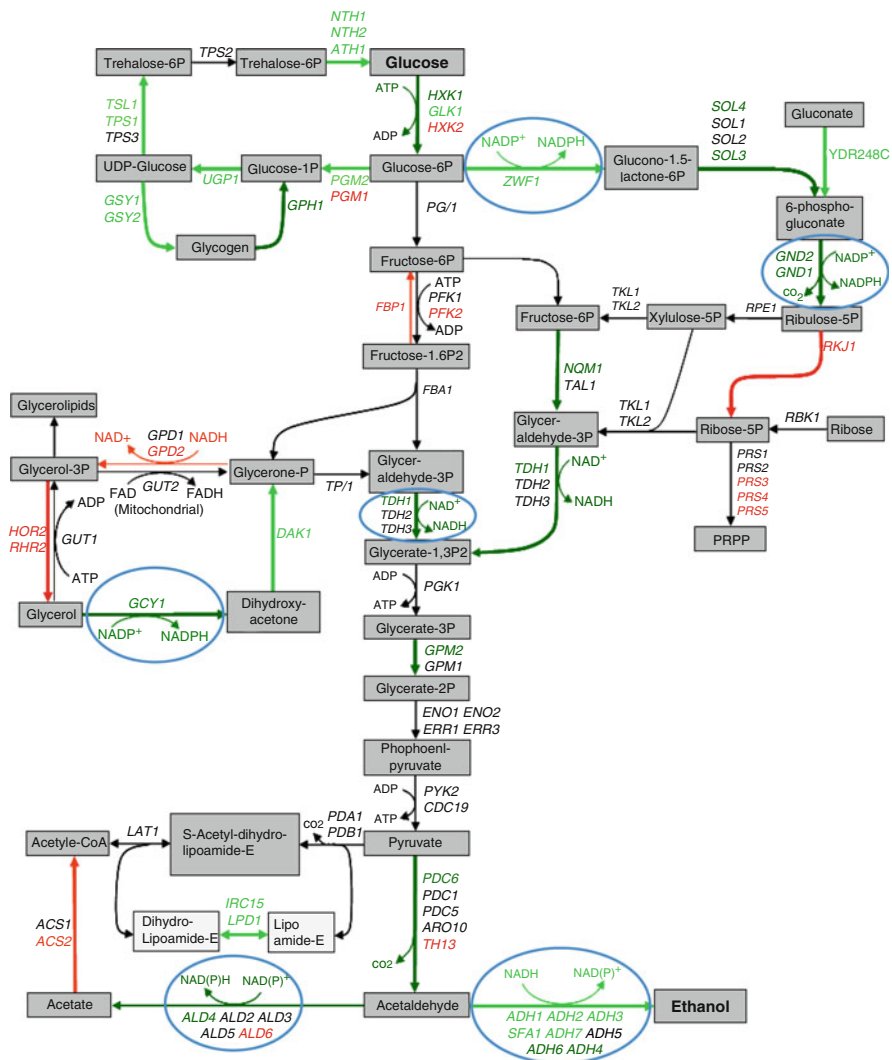 NTH1
NTH2
ATH1
TPS2
Trehalose-6P
Trehalose-6P
Glucose
ATP
HXK1
GLK1
HXK2
ADP
TSL1
TPS1
TPS3
SOL4
SOL1
SOL2
SOL3
Gluconate
YDR248C
NADP+
NADPH
ZWF1
UDP-Glucose
UGP1
Glucose-1P
PGM2
PGM1
Glucose-6P
Glucono-1.5-
lactone-6P
GSY1
GSY2
GPH1
Glycogen
PG/1
6-phospho-
gluconate
GND2
GND1
NADP+
NADPH
CO2
Fructose-6P
FBP1
ATP
PFK1
PFK2
ADP
Fructose-6P
TKL1
TKL2
Xylulose-5P
RPE1
Ribulose-5P
RKJ1
Fructose-1.6P2
FBA1
NQM1
TAL1
Glycerolipids
NAD+
GPD1
GPD2
NADH
Glycerol-3P
GUT2
FAD
FADH
(Mitochondrial)
Glycerone-P
TP/1
Glycer-
aldehyde-3P
Glycer-
aldehyde-3P
TKL1
TKL2
Ribose-5P
RBK1
Ribose
TDH1
TDH2
TDH3
NAD+
NADH
PRS1
PRS2
PRS3
PRS4
PRS5
PRPP
ADP
GUT1
ATP
HOR2
RHR2
DAK1
TDH1
TDH2
TDH3
NAD+
NADH
Glycerate-1,3P2
Glycerol
GCY1
NADP+
NADPH
Dihydroxy-
acetone
ADP
PGK1
ATP
Glycerate-3P
GPM2
GPM1
Glycerate-2P
ENO1 ENO2
ERR1 ERR3
Phophoenl-
pyruvate
ADP
PYK2
CDC19
ATP
Acetyle-CoA
LAT1
S-Acetyl-dihydro-
lipoamide-E
CO2
PDA1
PDB1
Pyruvate
PDC6
PDC1
PDC5
ARO10
TH13
CO2
Dihydro-
Lipoamide-E
IRC15
LPD1
Lipo
amide-E
ACS1
ACS2
Acetate
NAD(P)H
NAD(P)+
ALD4 ALD2 ALD3
ALD5 ALD6
Acetaldehyde
NADH
NAD(P)+
ADH1 ADH2 ADH3
SFA1 ADH7 ADH5
ADH6 ADH4
Ethanol